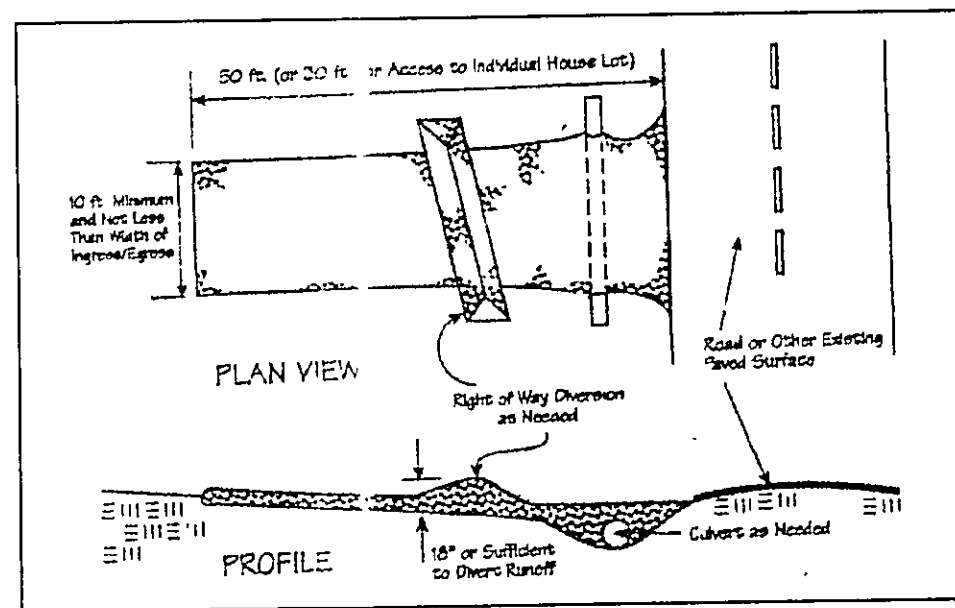 50 ft. (or 20 ft. Access to Individual House Lot)
10 ft. Minimum
and Not Less
Than Width of
Ingress/Egress
PLAN VIEW
Road or Other Existing
Paved Surface
Right of Way Diversion
as Needed
18" or Sufficient
to Divert Runoff
Culvert as Needed
PROFILE